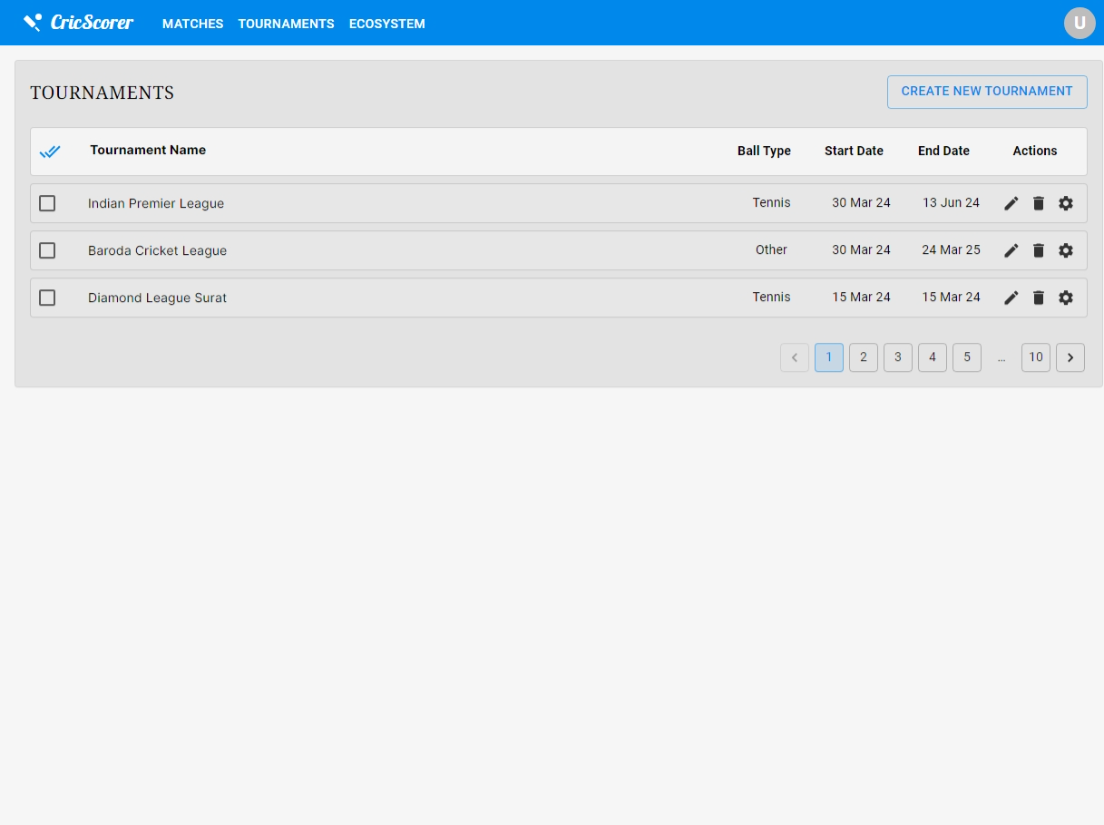 CricScorer MATCHES TOURNAMENTS ECOSYSTEM U
TOURNAMENTS CREATE NEW TOURNAMENT
Tournament Name Ball Type Start Date End Date Actions
Indian Premier League Tennis 30 Mar 24 13 Jun 24
Baroda Cricket League Other 30 Mar 24 24 Mar 25
Diamond League Surat Tennis 15 Mar 24 15 Mar 24
1 2 3 4 5 ... 10